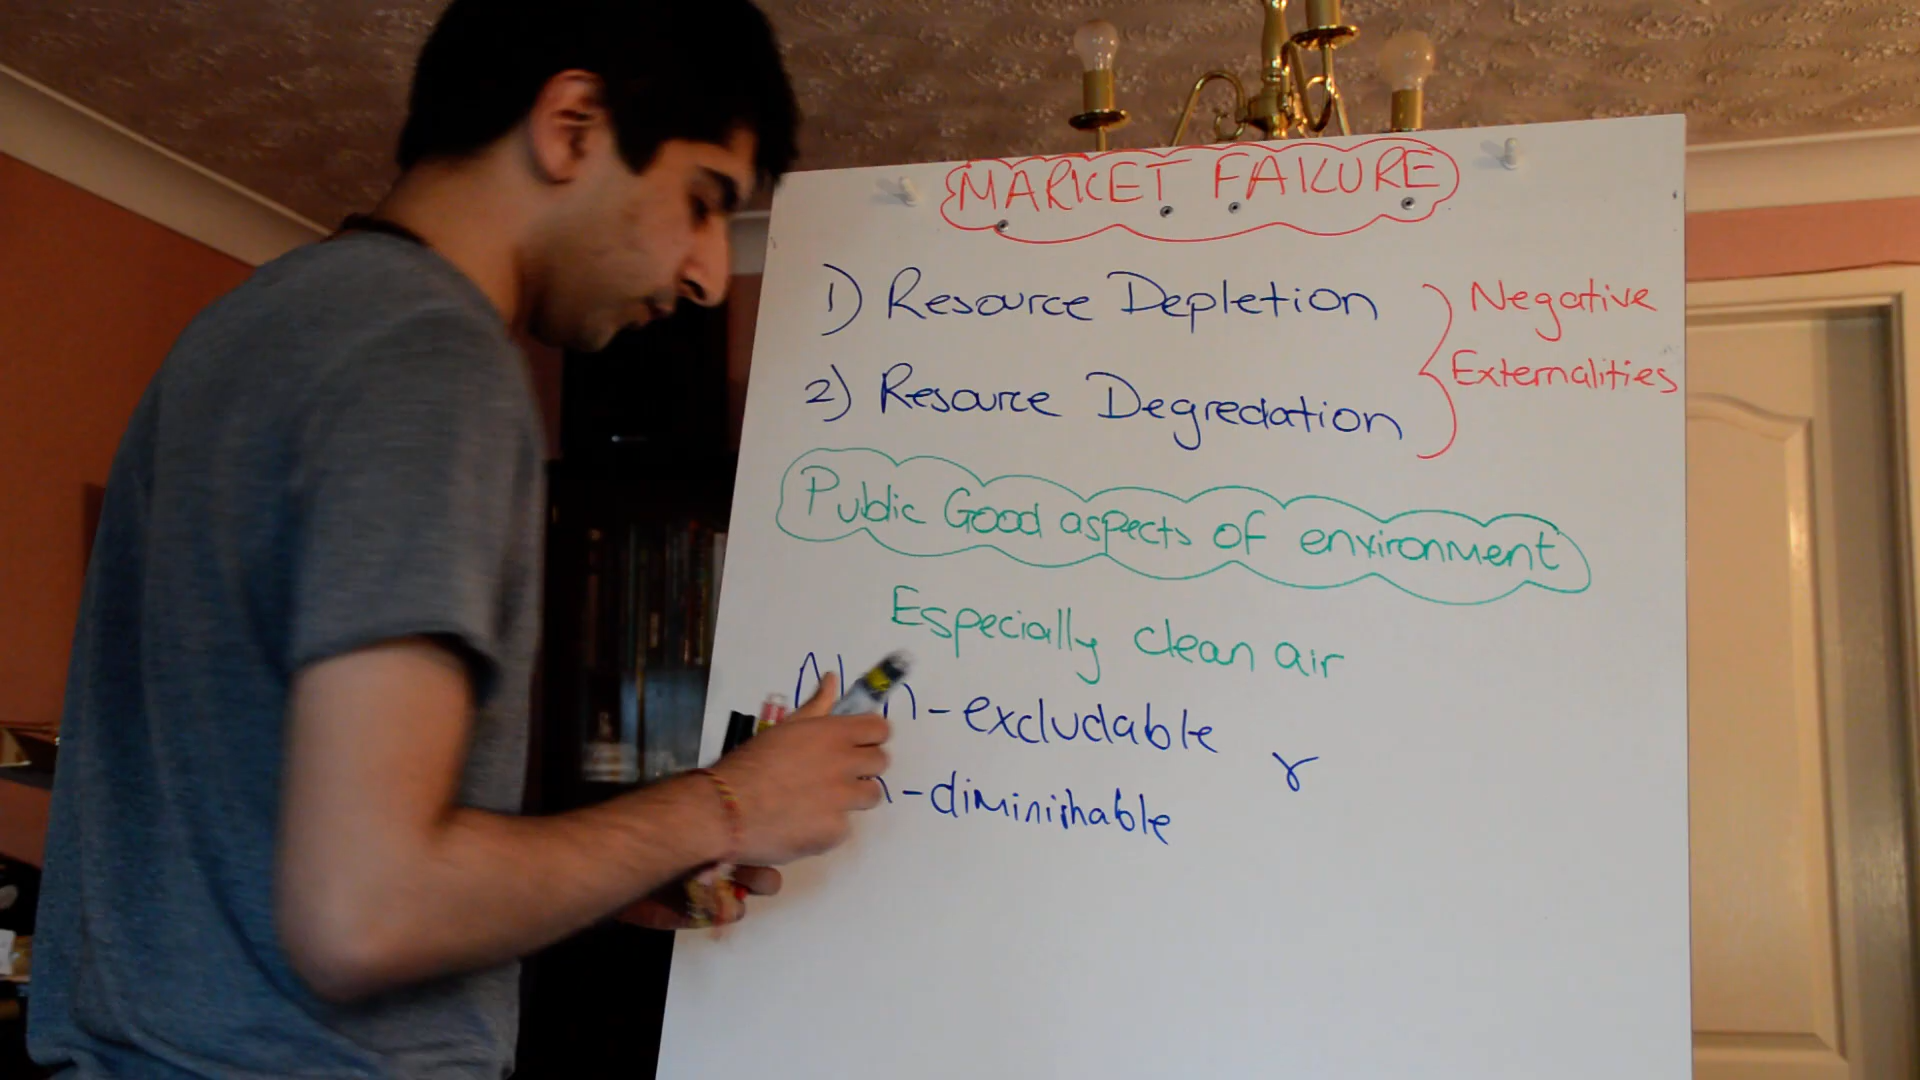 MARKET FAILURE
1) Resource Depletion
2) Resource Degredation
Negative
Externalities
Public Good aspects of environment
Especially clean air
-excludable
-diminishable